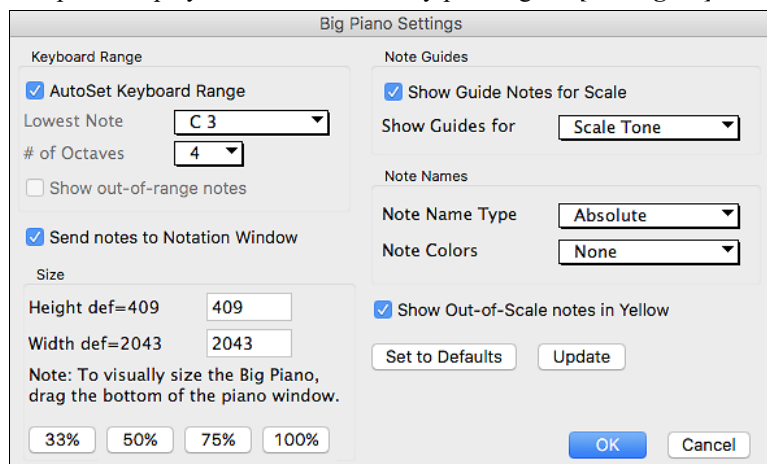 Big Piano Settings
Keyboard Range
AutoSet Keyboard Range
Lowest Note C 3
# of Octaves 4
Show out-of-range notes
Send notes to Notation Window
Size
Height def=409 409
Width def=2043 2043
Note: To visually size the Big Piano,
drag the bottom of the piano window.
33% 50% 75% 100%
Note Guides
Show Guide Notes for Scale
Show Guides for Scale Tone
Note Names
Note Name Type Absolute
Note Colors None
Show Out-of-Scale notes in Yellow
Set to Defaults Update
OK Cancel